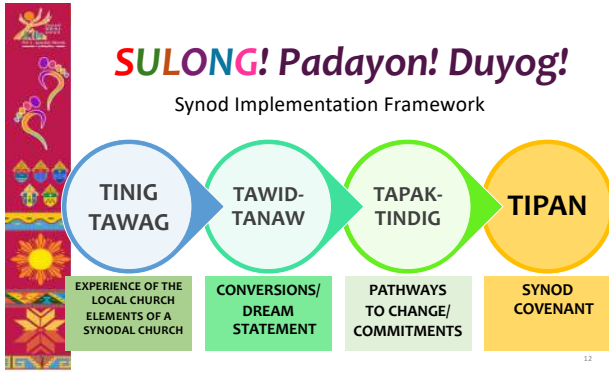 SULONG! Padayon! Duyog!
Synod Implementation Framework
TINIG
TAWAG
TAWID-
TANAW
TAPAK-
TINDIG
TIPAN
EXPERIENCE OF THE
LOCAL CHURCH
ELEMENTS OF A
SYNODAL CHURCH
CONVERSIONS/
DREAM
STATEMENT
PATHWAYS
TO CHANGE/
COMMITMENTS
SYNOD
COVENANT
12